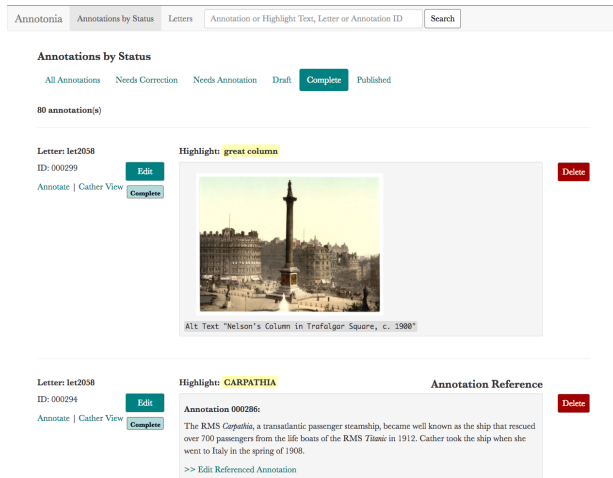 Annotonia Annotations by Status Letters Annotation or Highlight Text, Letter or Annotation ID Search
Annotations by Status
All Annotations Needs Correction Needs Annotation Draft Complete Published
80 annotation(s)
Letter: let2058 Highlight: great column
ID: 000299 Edit Delete
Annotate | Cather View Complete
Alt Text "Nelson's Column in Trafalgar Square, c. 1900"
Letter: let2058 Highlight: CARPATHIA Annotation Reference
ID: 000294 Edit Delete
Annotate | Cather View Complete
Annotation 000286:
The RMS Carpathia, a transatlantic passenger steamship, became well known as the ship that rescued
over 700 passengers from the life boats of the RMS Titanic in 1912. Cather took the ship when she
went to Italy in the spring of 1908.
>> Edit Referenced Annotation